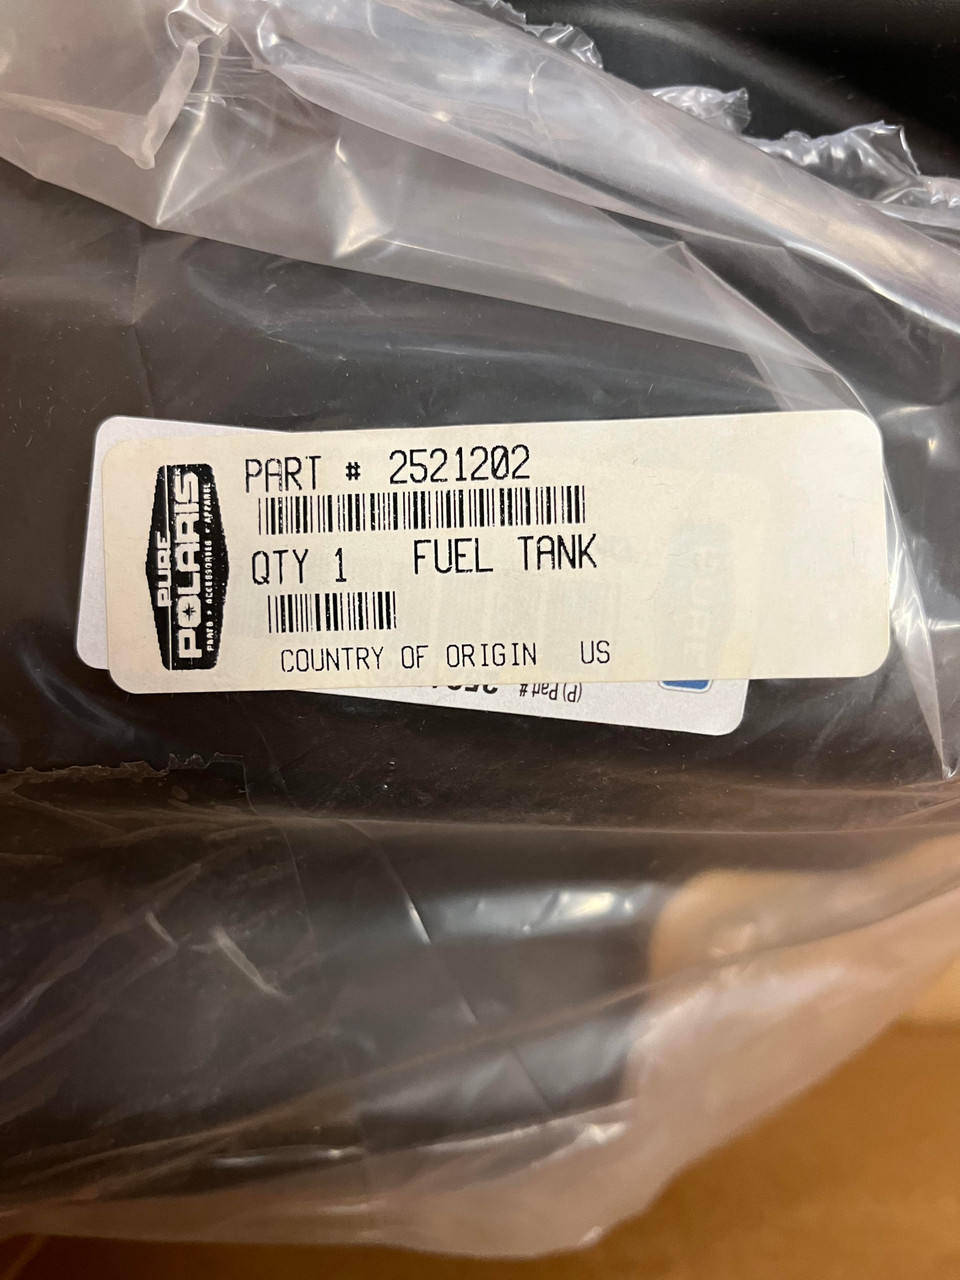 PART # 2521202
QTY 1 FUEL TANK
COUNTRY OF ORIGIN US
PURE
POLARIS
PARTS • ACCESSORIES • APPAREL
(P) Part #